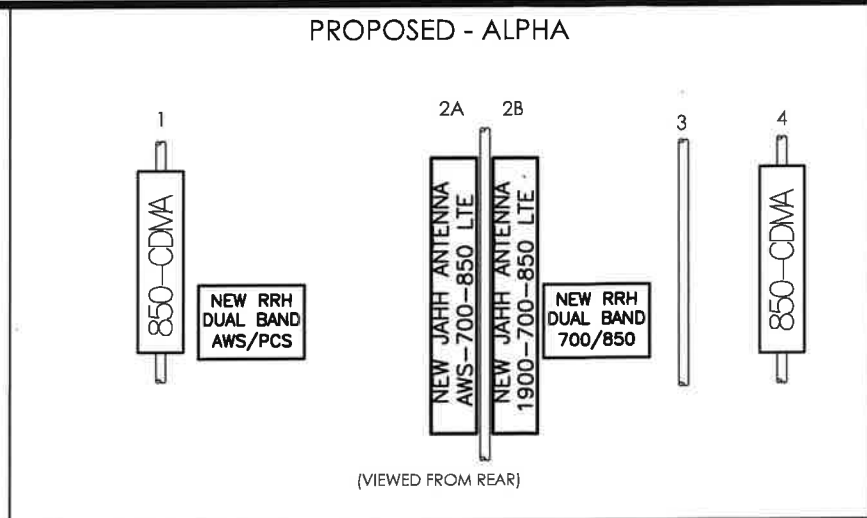 PROPOSED - ALPHA
1
850-CDMA
NEW RRH
DUAL BAND
AWS/PCS
2A
2B
NEW JAHH ANTENNA
AWS-700-850 LTE
NEW JAHH ANTENNA
1900-700-850 LTE
NEW RRH
DUAL BAND
700/850
3
4
850-CDMA
(VIEWED FROM REAR)